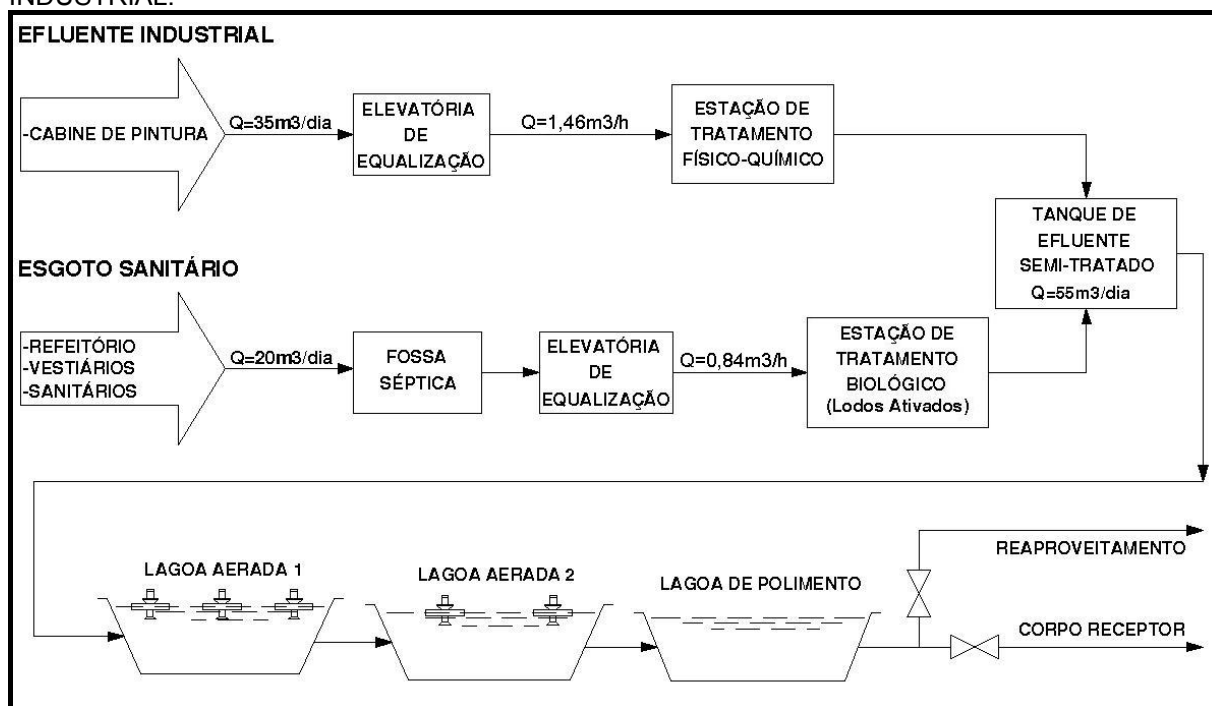 INDUSTRIAL.
EFLUENTE INDUSTRIAL
-CABINE DE PINTURA
Q=35m3/dia
ELEVATÓRIA
DE
EQUALIZAÇÃO
Q=1,46m3/h
ESTAÇÃO DE
TRATAMENTO
FÍSICO-QUÍMICO
TANQUE DE
EFLUENTE
SEMI-TRATADO
Q=55m3/dia
ESGOTO SANITÁRIO
-REFEITÓRIO
-VESTIÁRIOS
-SANITÁRIOS
Q=20m3/dia
FOSSA
SÉPTICA
ELEVATÓRIA
DE
EQUALIZAÇÃO
Q=0,84m3/h
ESTAÇÃO DE
TRATAMENTO
BIOLÓGICO
(Lodos Ativados)
LAGOA AERADA 1
LAGOA AERADA 2
LAGOA DE POLIMENTO
REAPROVEITAMENTO
CORPO RECEPTOR